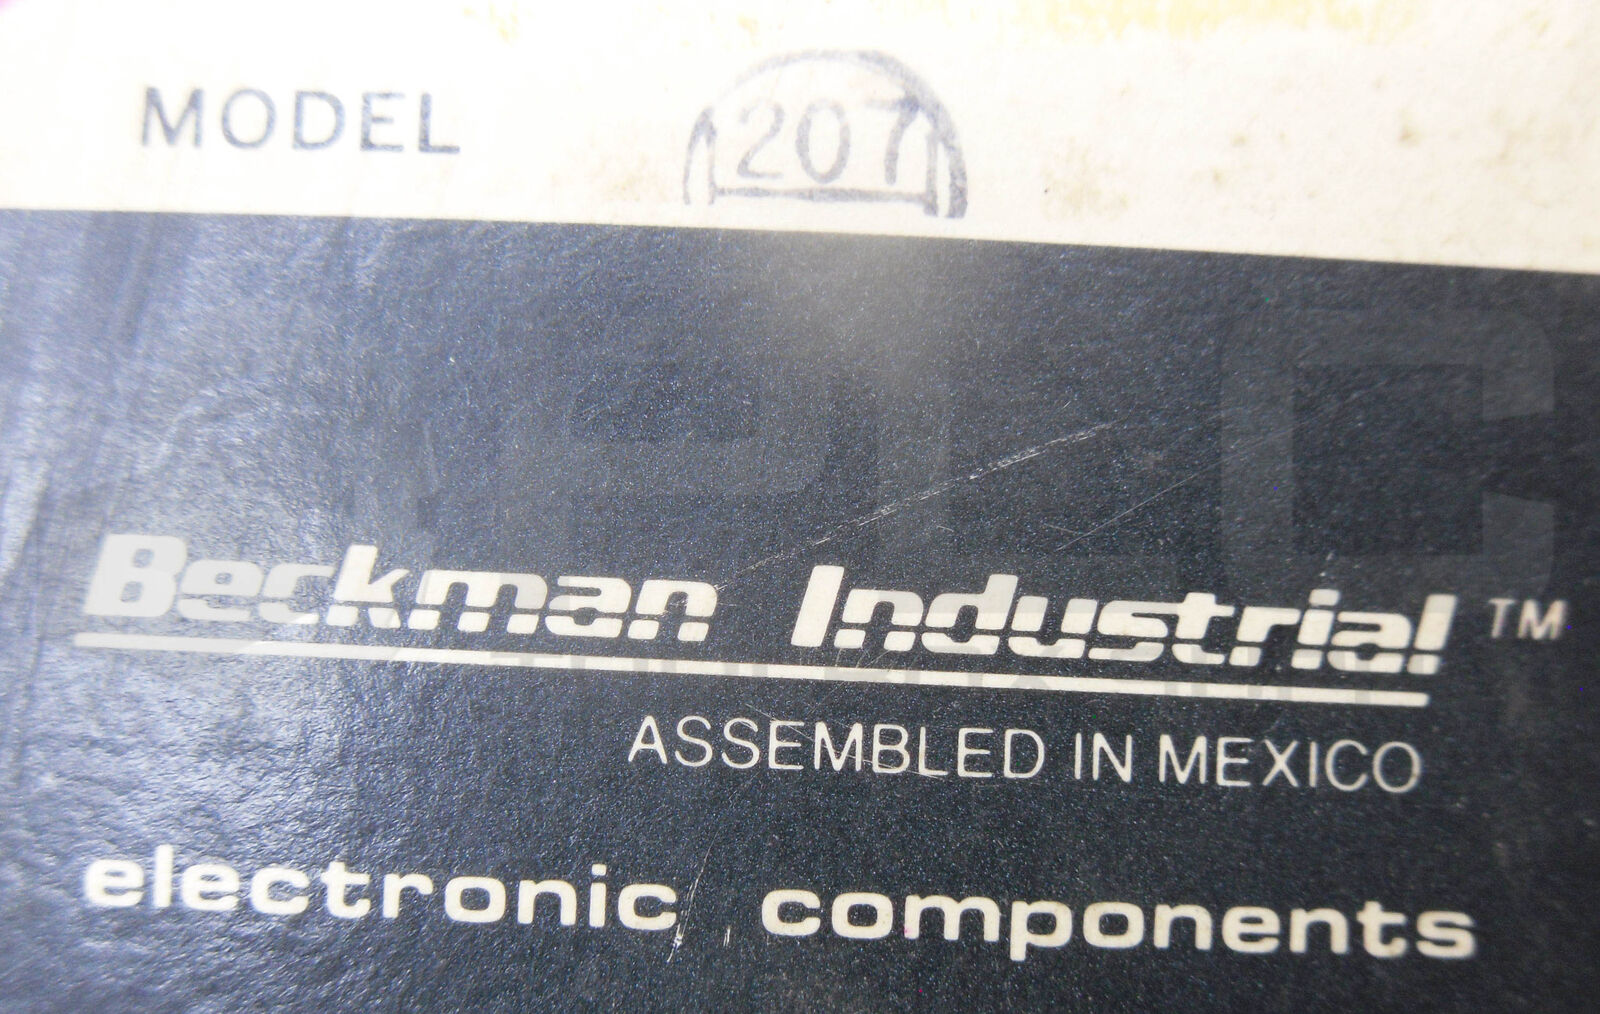 MODEL 207
Beckman Industrial™
ASSEMBLED IN MEXICO
electronic components